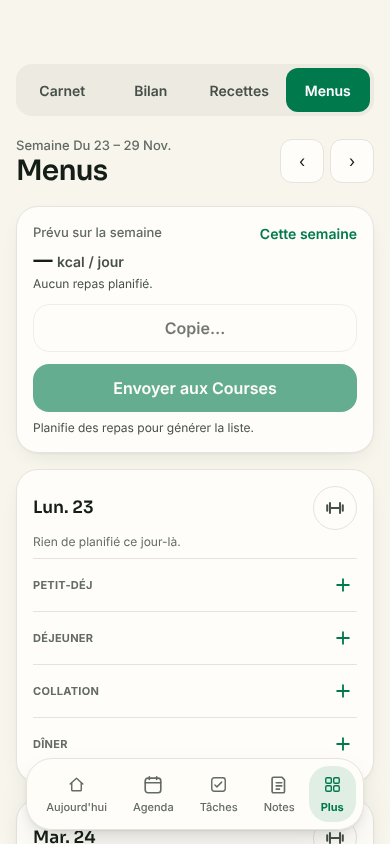 Carnet Bilan Recettes Menus
Semaine Du 23 – 29 Nov.
Menus
‹ ›
Prévu sur la semaine
Cette semaine
— kcal / jour
Aucun repas planifié.
Copie…
Envoyer aux Courses
Planifie des repas pour générer la liste.
Lun. 23
Rien de planifié ce jour-là.
PETIT-DÉJ
DÉJEUNER
COLLATION
DÎNER
Aujourd'hui Agenda Tâches Notes Plus
Mar. 24